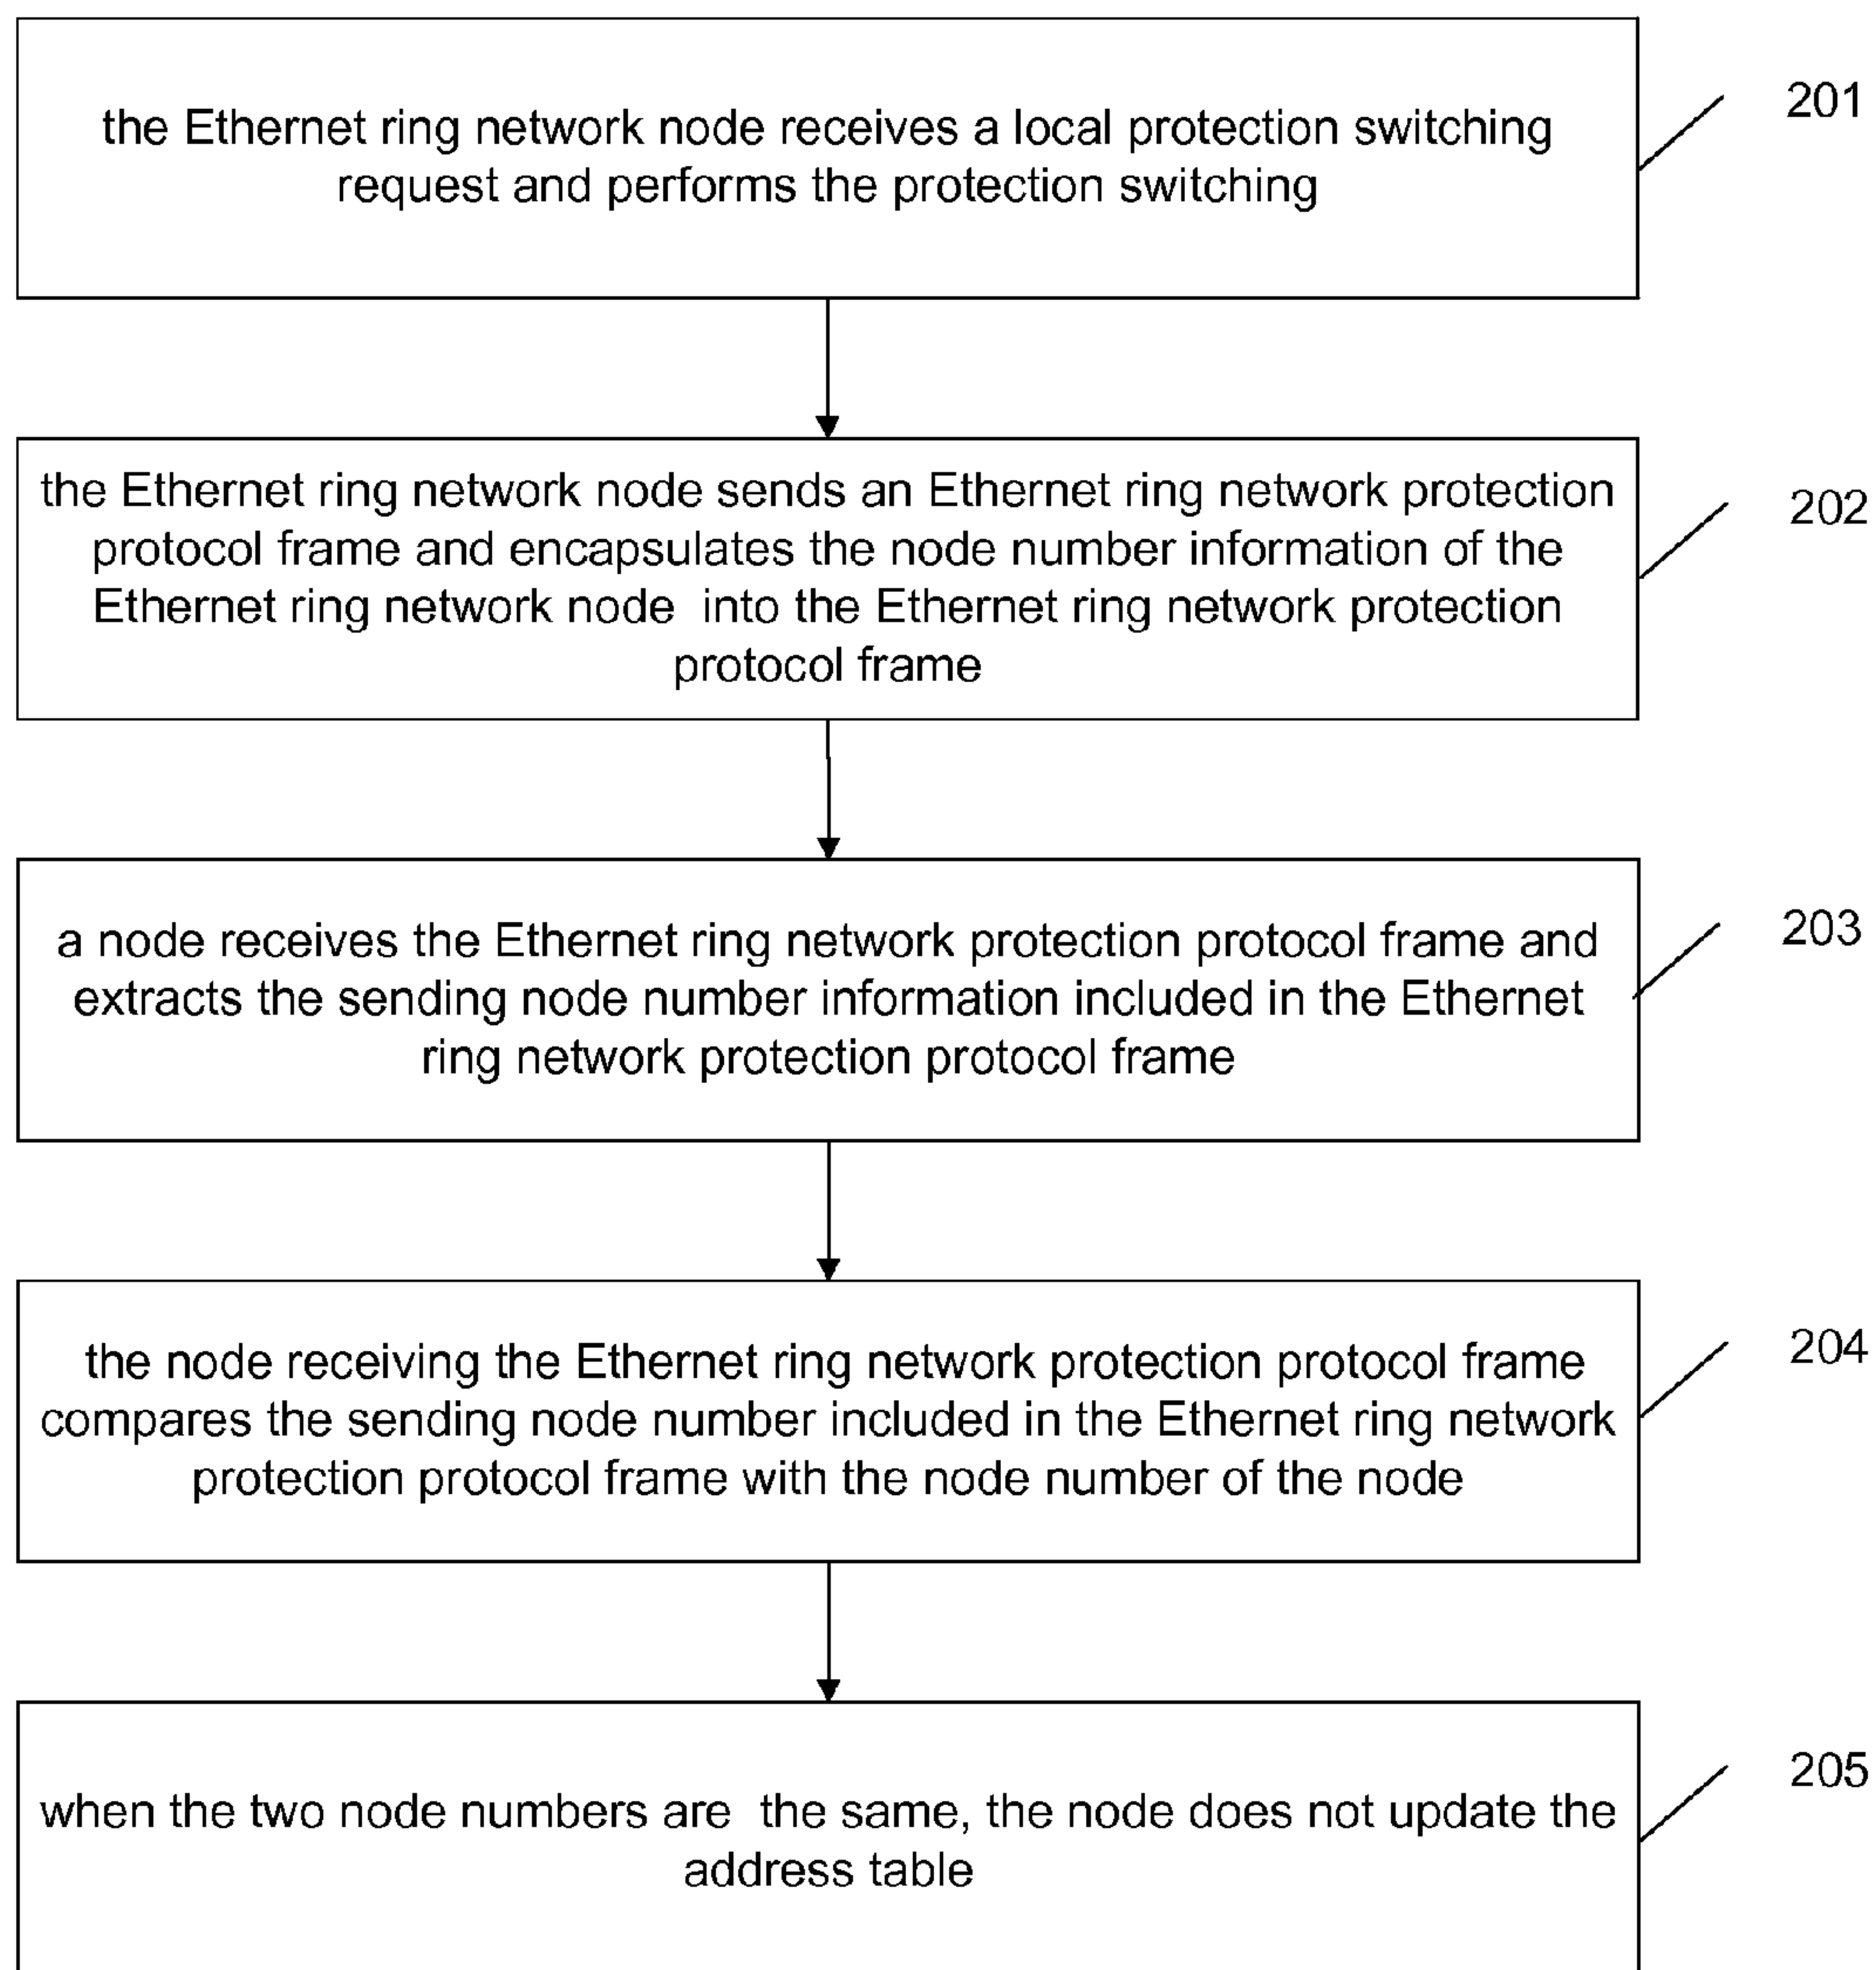 the Ethernet ring network node receives a local protection switching
request and performs the protection switching
201
the Ethernet ring network node sends an Ethernet ring network protection
protocol frame and encapsulates the node number information of the
Ethernet ring network node into the Ethernet ring network protection
protocol frame
202
a node receives the Ethernet ring network protection protocol frame and
extracts the sending node number information included in the Ethernet
ring network protection protocol frame
203
the node receiving the Ethernet ring network protection protocol frame
compares the sending node number included in the Ethernet ring network
protection protocol frame with the node number of the node
204
when the two node numbers are the same, the node does not update the
address table
205